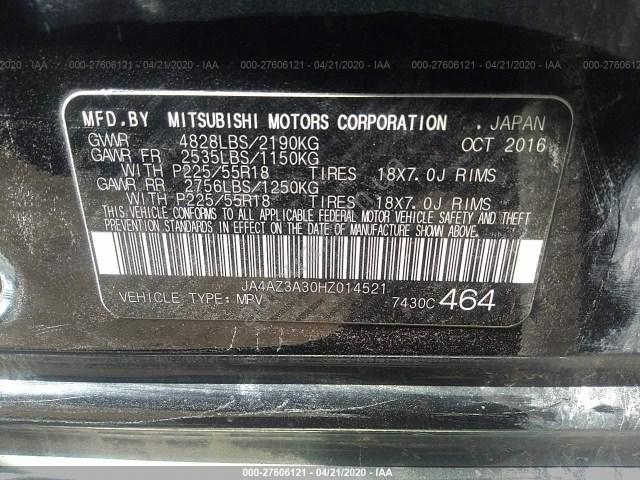 000-27606121 - 04/21/2020 - IAA
MFD.BY MITSUBISHI MOTORS CORPORATION . JAPAN
GVWR 4828LBS/2190KG OCT 2016
GAWR FR 2535LBS/1150KG
WITH P225/55R18 TIRES 18X7.0J RIMS
GAWR RR 2756LBS/1250KG
WITH P225/55R18 TIRES 18X7.0J RIMS
THIS VEHICLE CONFORMS TO ALL APPLICABLE FEDERAL MOTOR VEHICLE SAFETY AND THEFT
PREVENTION STANDARDS IN EFFECT ON THE DATE OF MANUFACTURE SHOWN ABOVE.
JA4AZ3A30HZ014521
VEHICLE TYPE: MPV 7430C 464
000-27606121 - 04/21/2020 - IAA